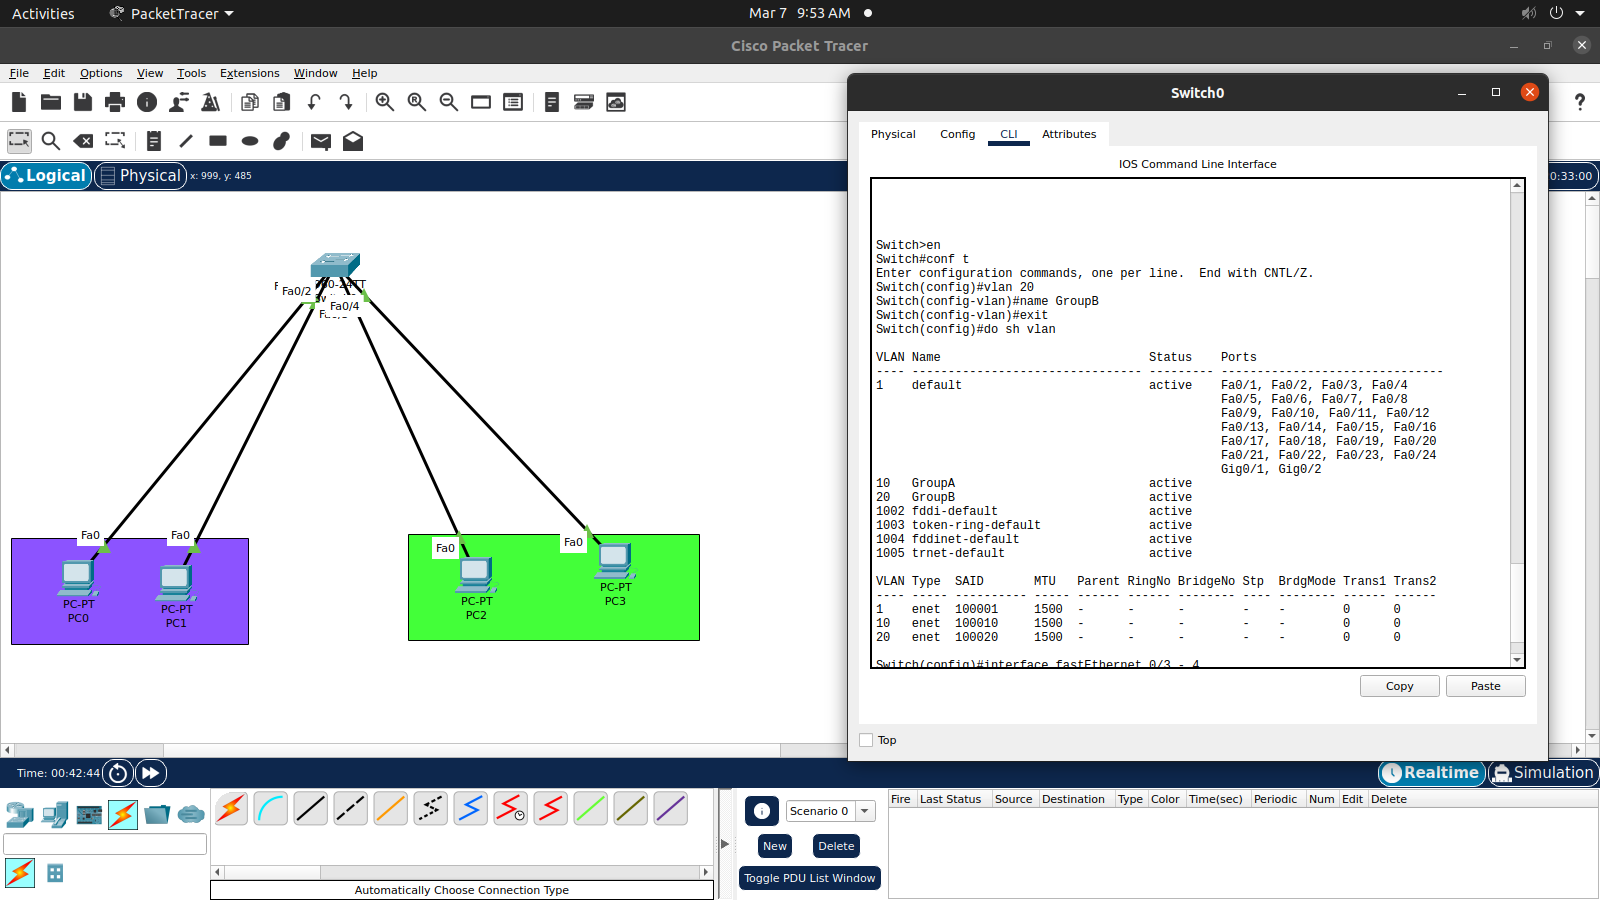 Activities
PacketTracer
Mar 7 9:53 AM
Cisco Packet Tracer
File Edit Options View Tools Extensions Window Help
Logical
Physical
x: 999, y: 485
0:33:00
Fa0/2
Fa0/4
Fa0
Fa0
PC-PT
PC0
PC-PT
PC1
Fa0
Fa0
PC-PT
PC2
PC-PT
PC3
Switch0
Physical Config CLI Attributes
IOS Command Line Interface
Switch>en
Switch#conf t
Enter configuration commands, one per line. End with CNTL/Z.
Switch(config)#vlan 20
Switch(config-vlan)#name GroupB
Switch(config-vlan)#exit
Switch(config)#do sh vlan
VLAN Name Status Ports
---- -------------------------------- --------- -------------------------------
1 default active Fa0/1, Fa0/2, Fa0/3, Fa0/4
Fa0/5, Fa0/6, Fa0/7, Fa0/8
Fa0/9, Fa0/10, Fa0/11, Fa0/12
Fa0/13, Fa0/14, Fa0/15, Fa0/16
Fa0/17, Fa0/18, Fa0/19, Fa0/20
Fa0/21, Fa0/22, Fa0/23, Fa0/24
Gig0/1, Gig0/2
10 GroupA active
20 GroupB active
1002 fddi-default active
1003 token-ring-default active
1004 fddinet-default active
1005 trnet-default active
VLAN Type SAID MTU Parent RingNo BridgeNo Stp BrdgMode Trans1 Trans2
---- ----- ---------- ----- ------ ------ -------- ---- -------- ------ ------
1 enet 100001 1500 - - - - - 0 0
10 enet 100010 1500 - - - - - 0 0
20 enet 100020 1500 - - - - - 0 0
Switch(config)#interface fastEthernet 0/3 - 4
Copy Paste
Top
Time: 00:42:44
Realtime
Simulation
Scenario 0
New
Delete
Toggle PDU List Window
Fire Last Status Source Destination Type Color Time(sec) Periodic Num Edit Delete
Automatically Choose Connection Type